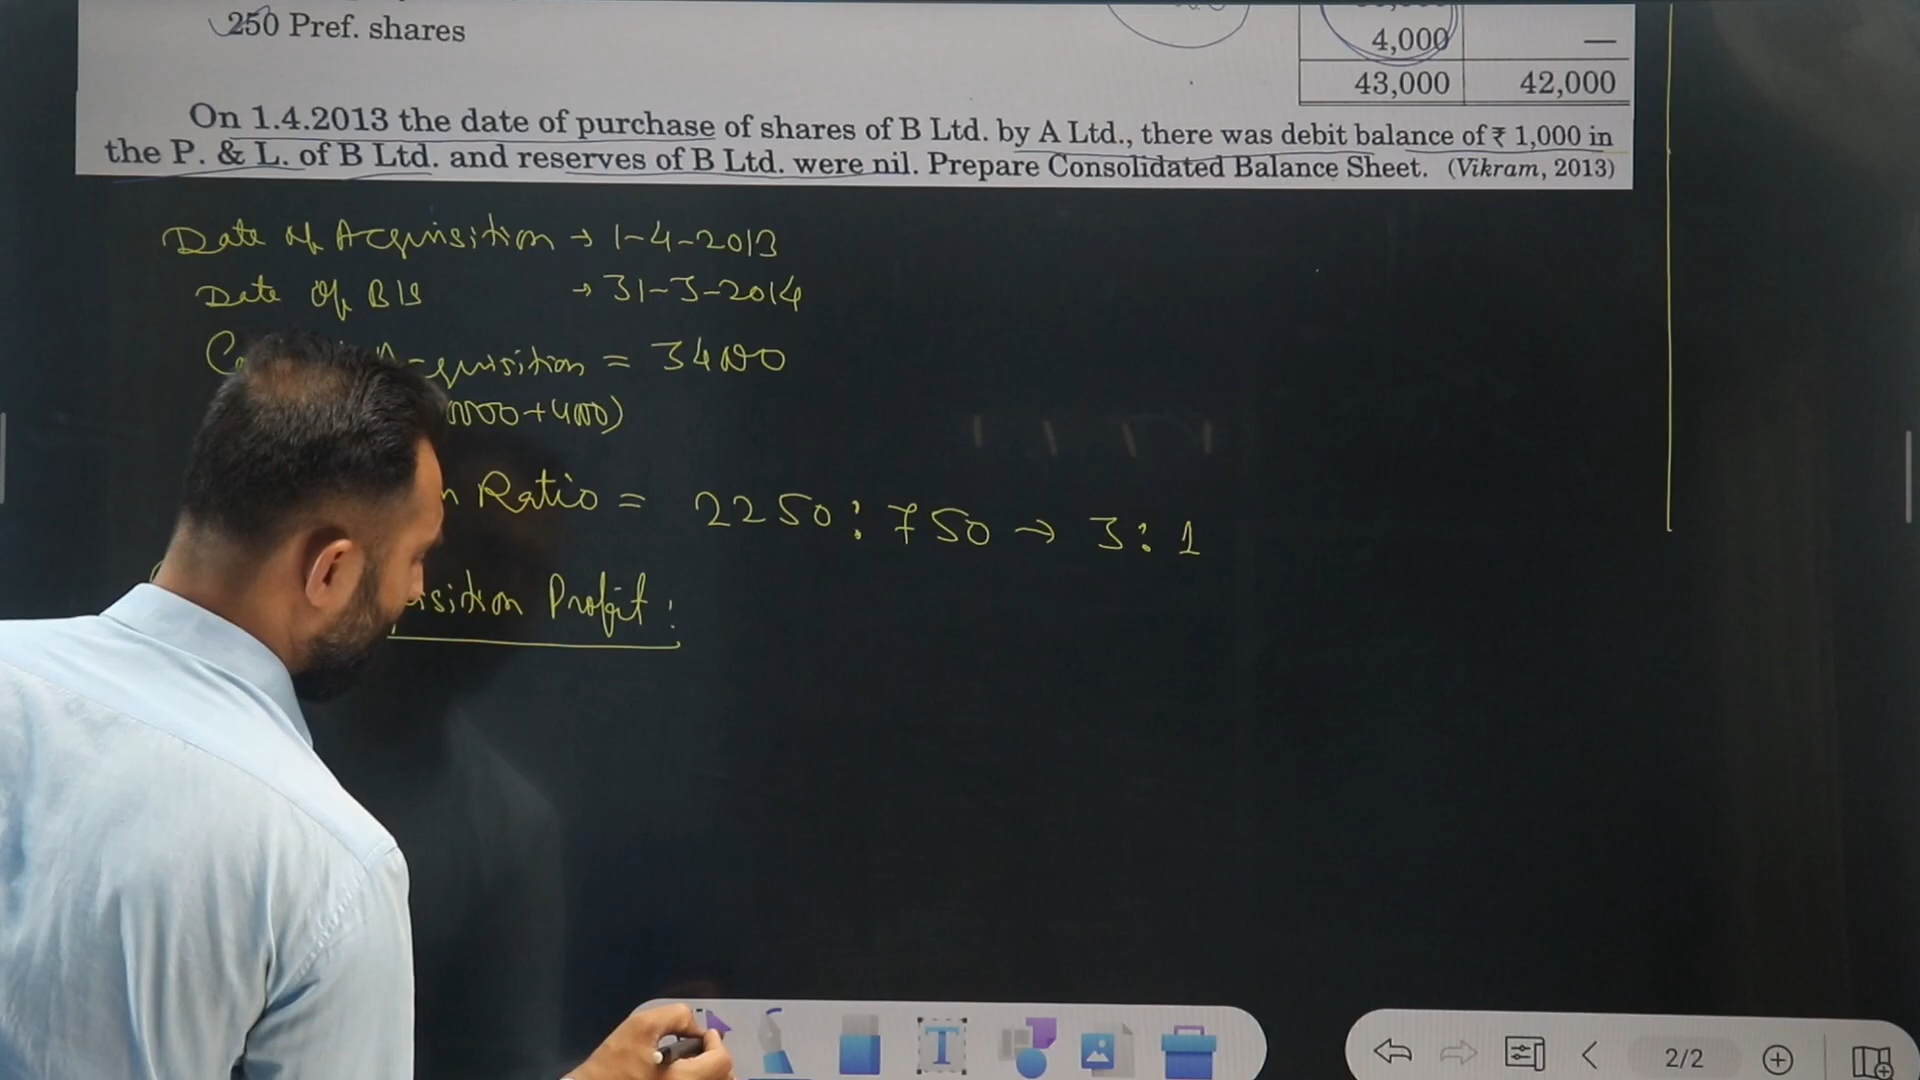 250 Pref. shares
4,000 —
43,000 42,000
On 1.4.2013 the date of purchase of shares of B Ltd. by A Ltd., there was debit balance of ₹ 1,000 in
the P. & L. of B Ltd. and reserves of B Ltd. were nil. Prepare Consolidated Balance Sheet. (Vikram, 2013)
Date of Acquisition → 1-4-2013
Date of B/S → 31-3-2014
= 34000
+4000)
Ratio = 2250 : 750 → 3 : 1
Profit :
T
2/2